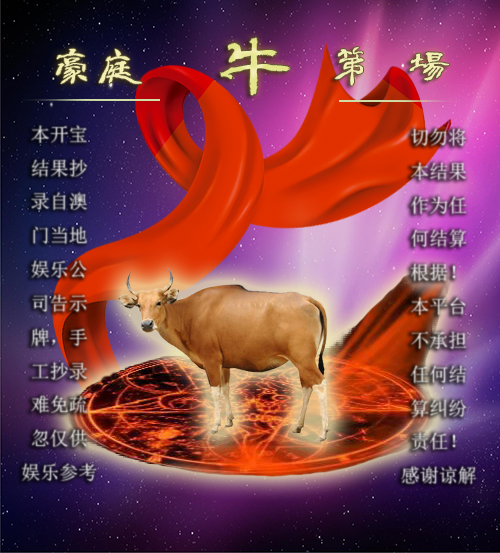 豪庭 牛 第 場
本开宝
结果抄
录自澳
门当地
娱乐公
司告示
牌，手
工抄录
难免疏
忽仅供
娱乐参考
切勿将
本结果
作为任
何结算
根据！
本平台
不承担
任何结
算纠纷
责任！
感谢谅解